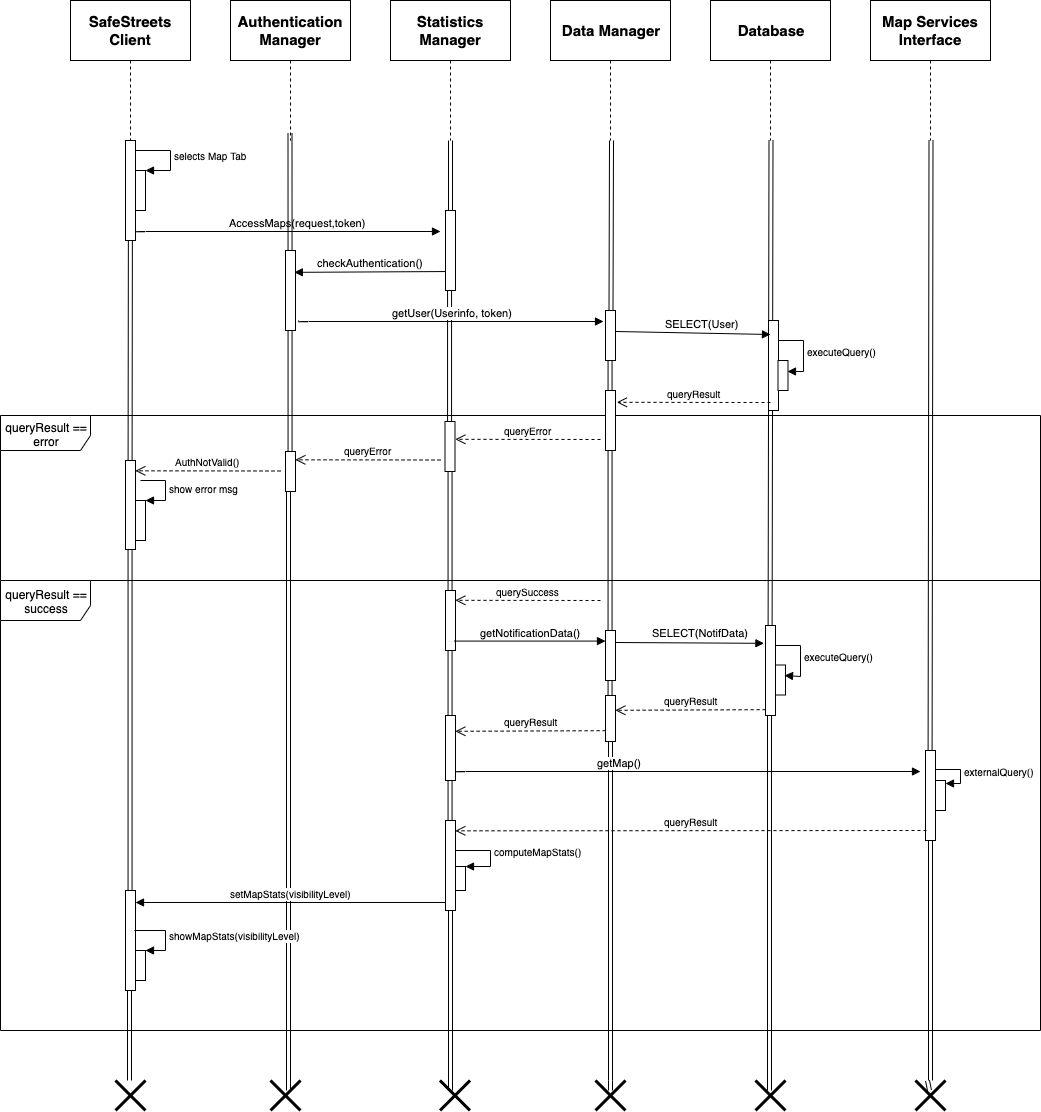 SafeStreets
Client
Authentication
Manager
Statistics
Manager
Data Manager
Database
Map Services
Interface
selects Map Tab
AccessMaps(request,token)
checkAuthentication()
getUser(Userinfo, token)
SELECT(User)
executeQuery()
queryResult
queryResult ==
error
queryError
queryError
AuthNotValid()
show error msg
queryResult ==
success
querySuccess
getNotificationData()
SELECT(NotifData)
executeQuery()
queryResult
queryResult
getMap()
externalQuery()
queryResult
computeMapStats()
setMapStats(visibilityLevel)
showMapStats(visibilityLevel)